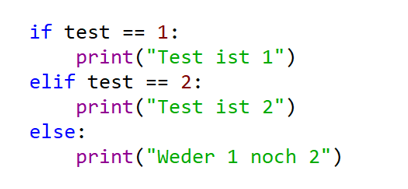 if test == 1:
    print("Test ist 1")
elif test == 2:
    print("Test ist 2")
else:
    print("Weder 1 noch 2")